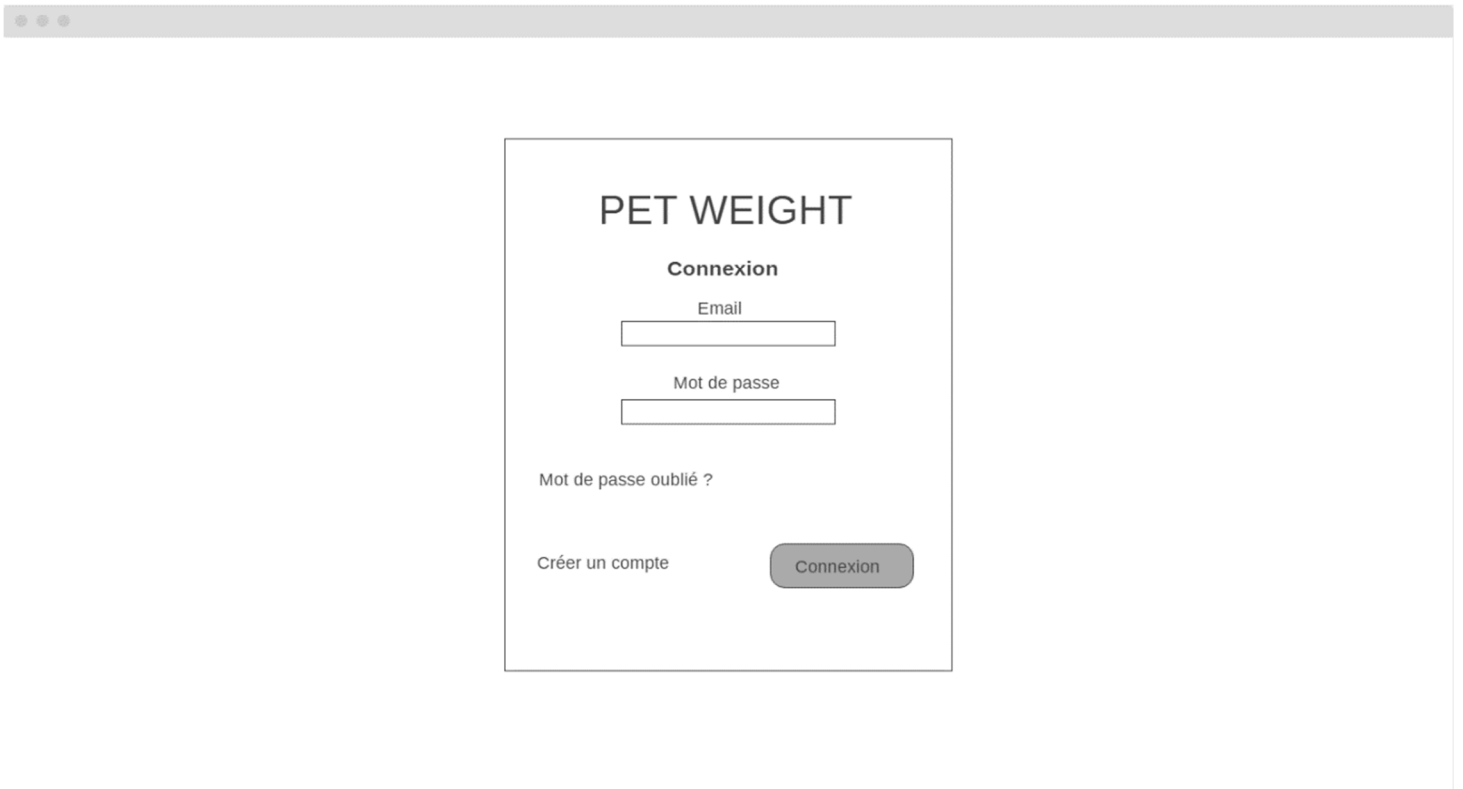 PET WEIGHT
Connexion
Email
Mot de passe
Mot de passe oublié ?
Créer un compte
Connexion